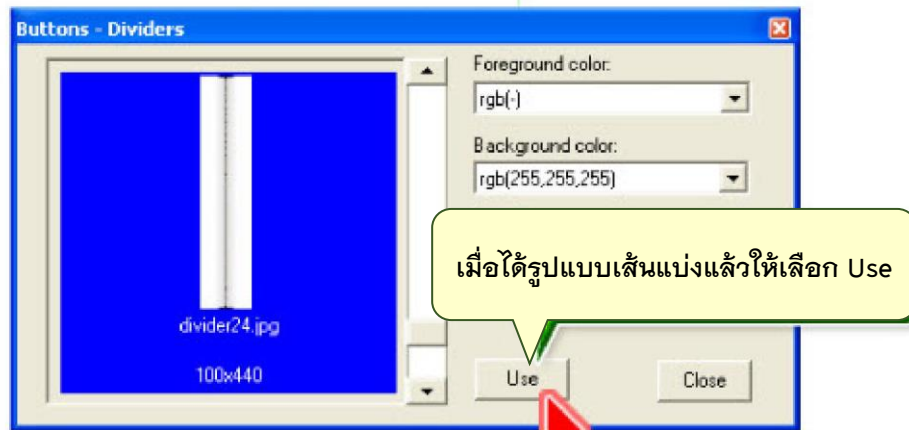 Buttons - Dividers
Foreground color:
rgb(-)
Background color:
rgb(255,255,255)
เมื่อได้รูปแบบเส้นแบ่งแล้วให้เลือก Use
divider24.jpg
100x440
Use
Close